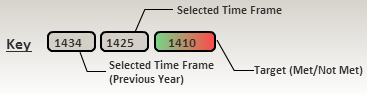 Selected Time Frame
Key 1434 1425 1410
Selected Time Frame
(Previous Year)
Target (Met/Not Met)